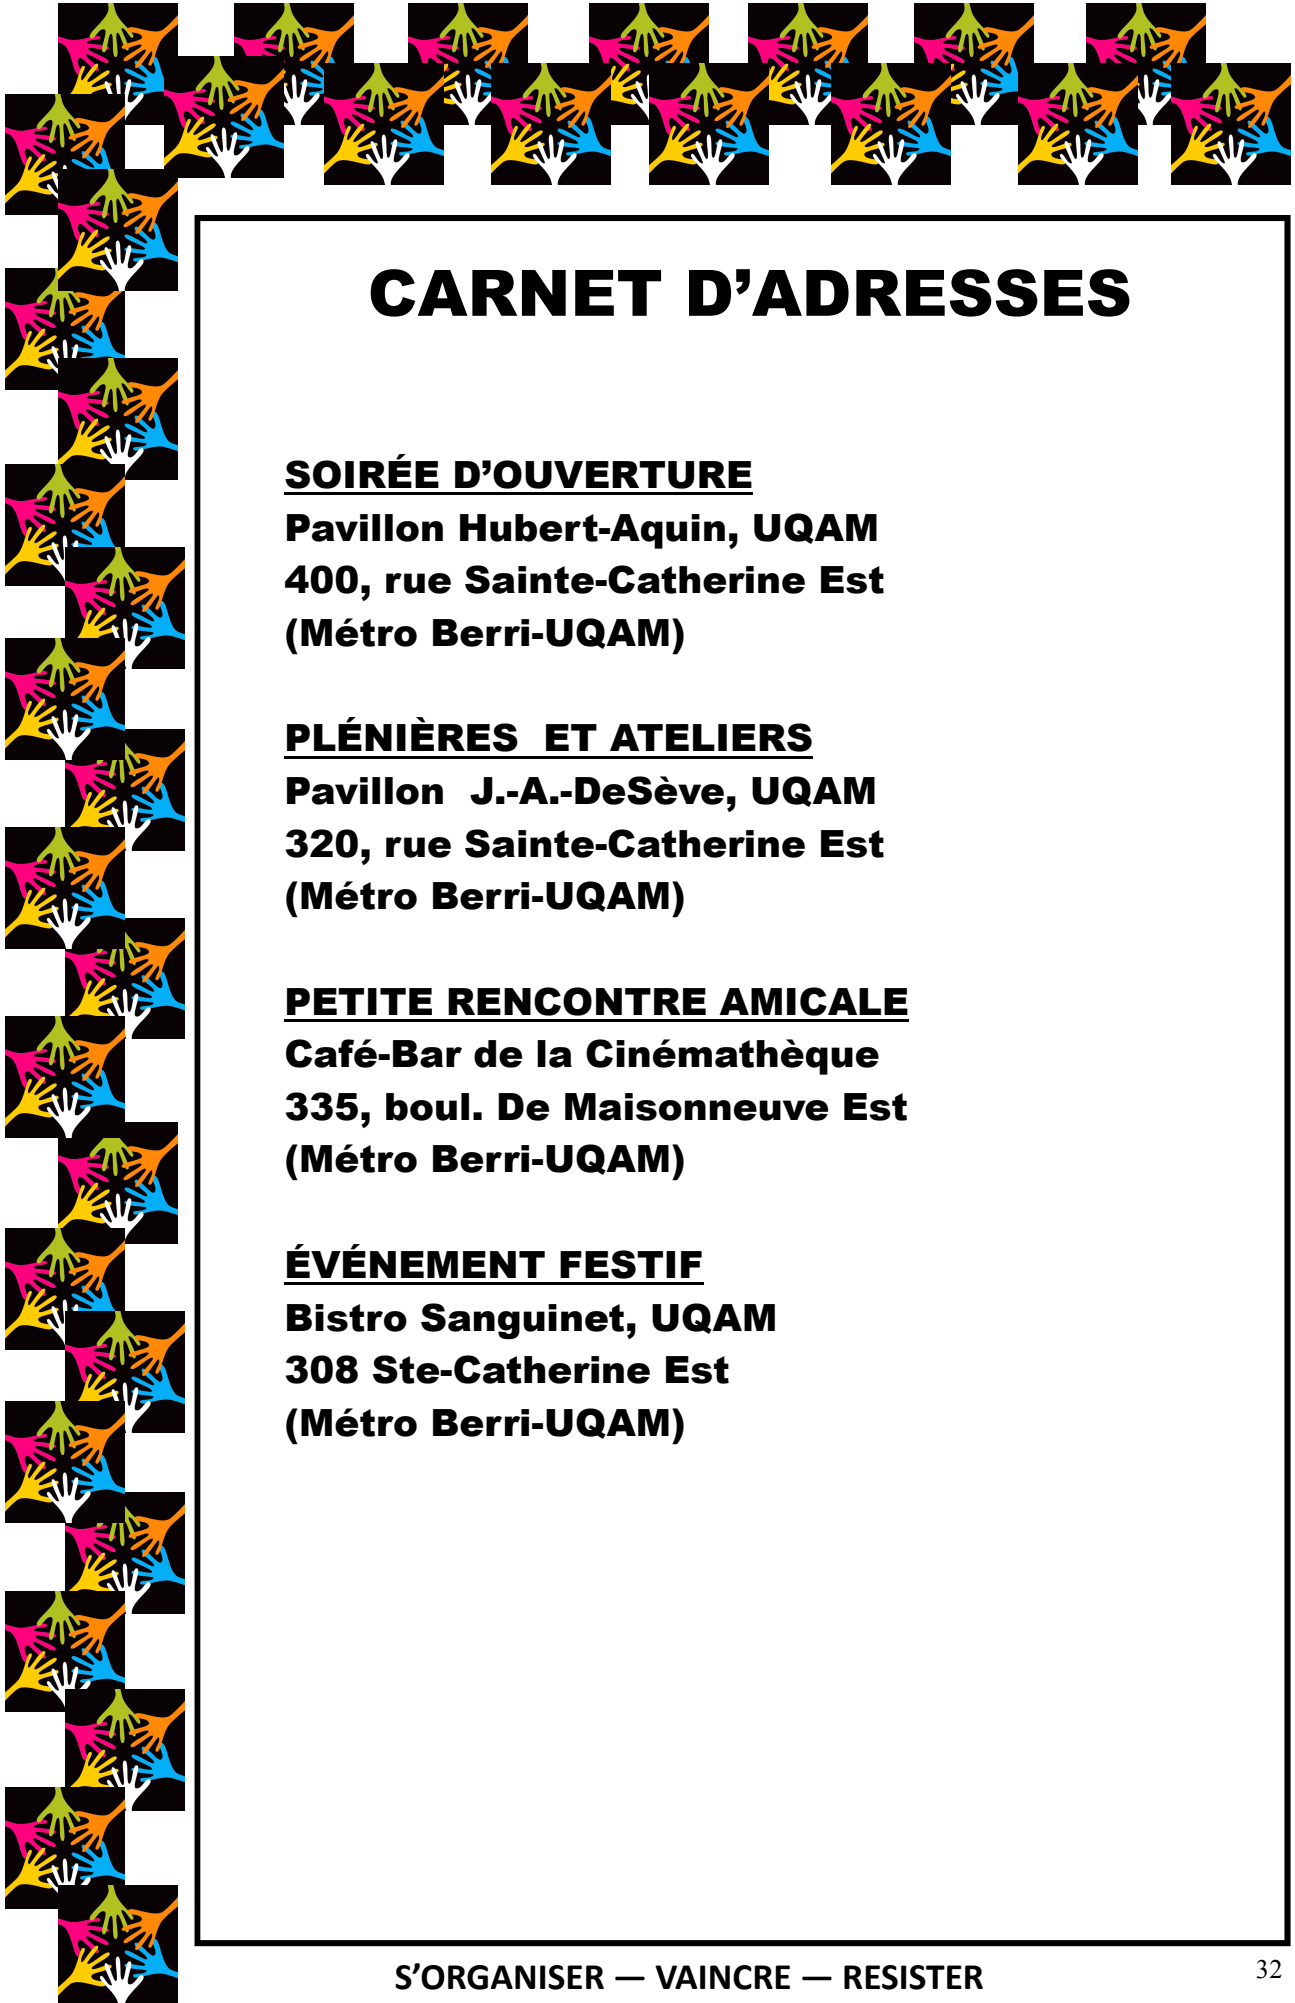 CARNET D’ADRESSES
SOIRÉE D’OUVERTURE
Pavillon Hubert-Aquin, UQAM
400, rue Sainte-Catherine Est
(Métro Berri-UQAM)
PLÉNIÈRES  ET ATELIERS
Pavillon  J.-A.-DeSève, UQAM
320, rue Sainte-Catherine Est
(Métro Berri-UQAM)
PETITE RENCONTRE AMICALE
Café-Bar de la Cinémathèque
335, boul. De Maisonneuve Est
(Métro Berri-UQAM)
ÉVÉNEMENT FESTIF
Bistro Sanguinet, UQAM
308 Ste-Catherine Est
(Métro Berri-UQAM)
S’ORGANISER — VAINCRE — RESISTER
32